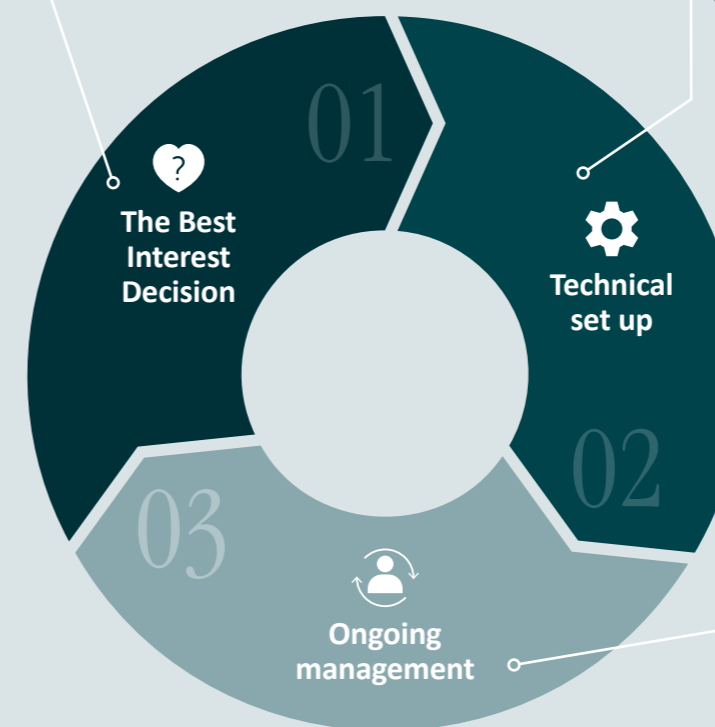 01
?
The Best
Interest
Decision
Technical
set up
02
03
Ongoing
management